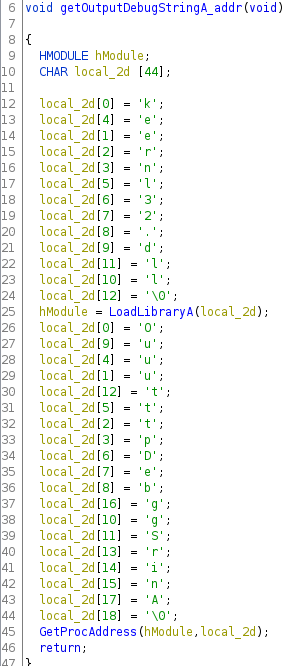 6 void getOutputDebugStringA_addr(void)
7
8 {
9 HMODULE hModule;
10 CHAR local_2d [44];
11
12 local_2d[0] = 'k';
13 local_2d[4] = 'e';
14 local_2d[1] = 'e';
15 local_2d[2] = 'r';
16 local_2d[3] = 'n';
17 local_2d[5] = 'l';
18 local_2d[6] = '3';
19 local_2d[7] = '2';
20 local_2d[8] = '.';
21 local_2d[9] = 'd';
22 local_2d[11] = 'l';
23 local_2d[10] = 'l';
24 local_2d[12] = '\0';
25 hModule = LoadLibraryA(local_2d);
26 local_2d[0] = 'O';
27 local_2d[9] = 'u';
28 local_2d[4] = 'u';
29 local_2d[1] = 'u';
30 local_2d[12] = 't';
31 local_2d[5] = 't';
32 local_2d[2] = 't';
33 local_2d[3] = 'p';
34 local_2d[6] = 'D';
35 local_2d[7] = 'e';
36 local_2d[8] = 'b';
37 local_2d[16] = 'g';
38 local_2d[10] = 'g';
39 local_2d[11] = 'S';
40 local_2d[13] = 'r';
41 local_2d[14] = 'i';
42 local_2d[15] = 'n';
43 local_2d[17] = 'A';
44 local_2d[18] = '\0';
45 GetProcAddress(hModule,local_2d);
46 return;
47 }